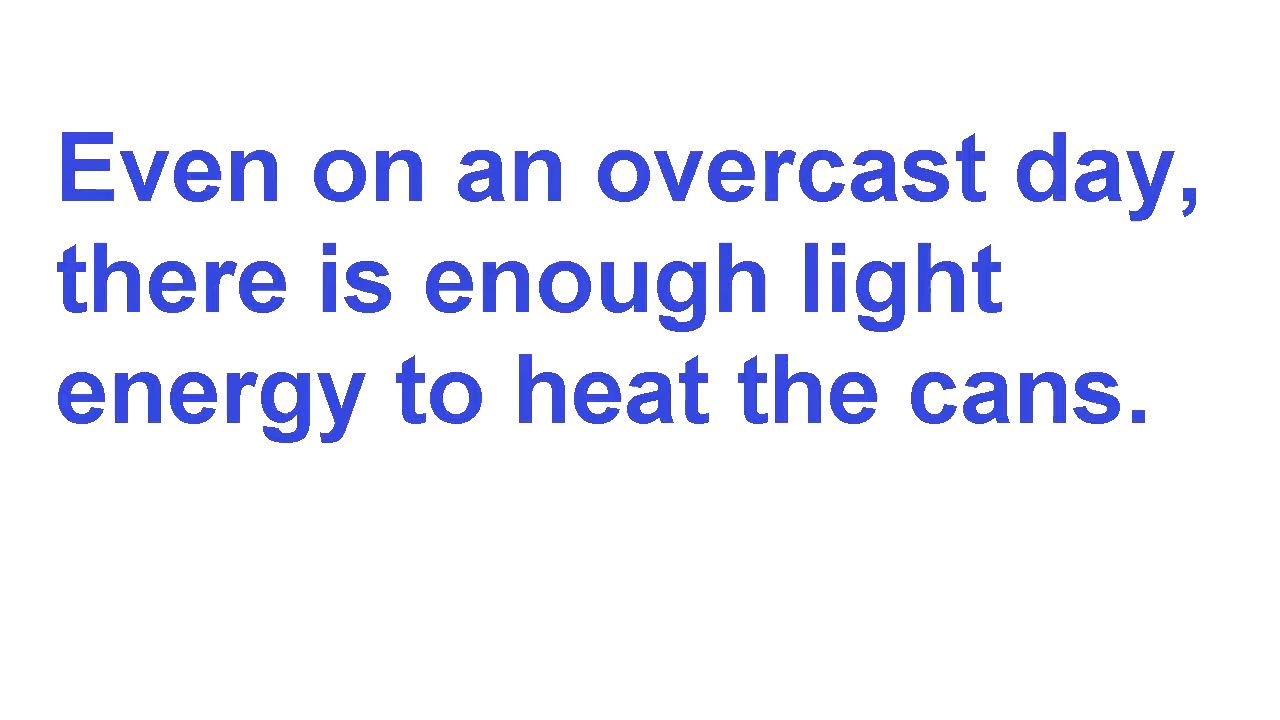 Even on an overcast day,
there is enough light
energy to heat the cans.